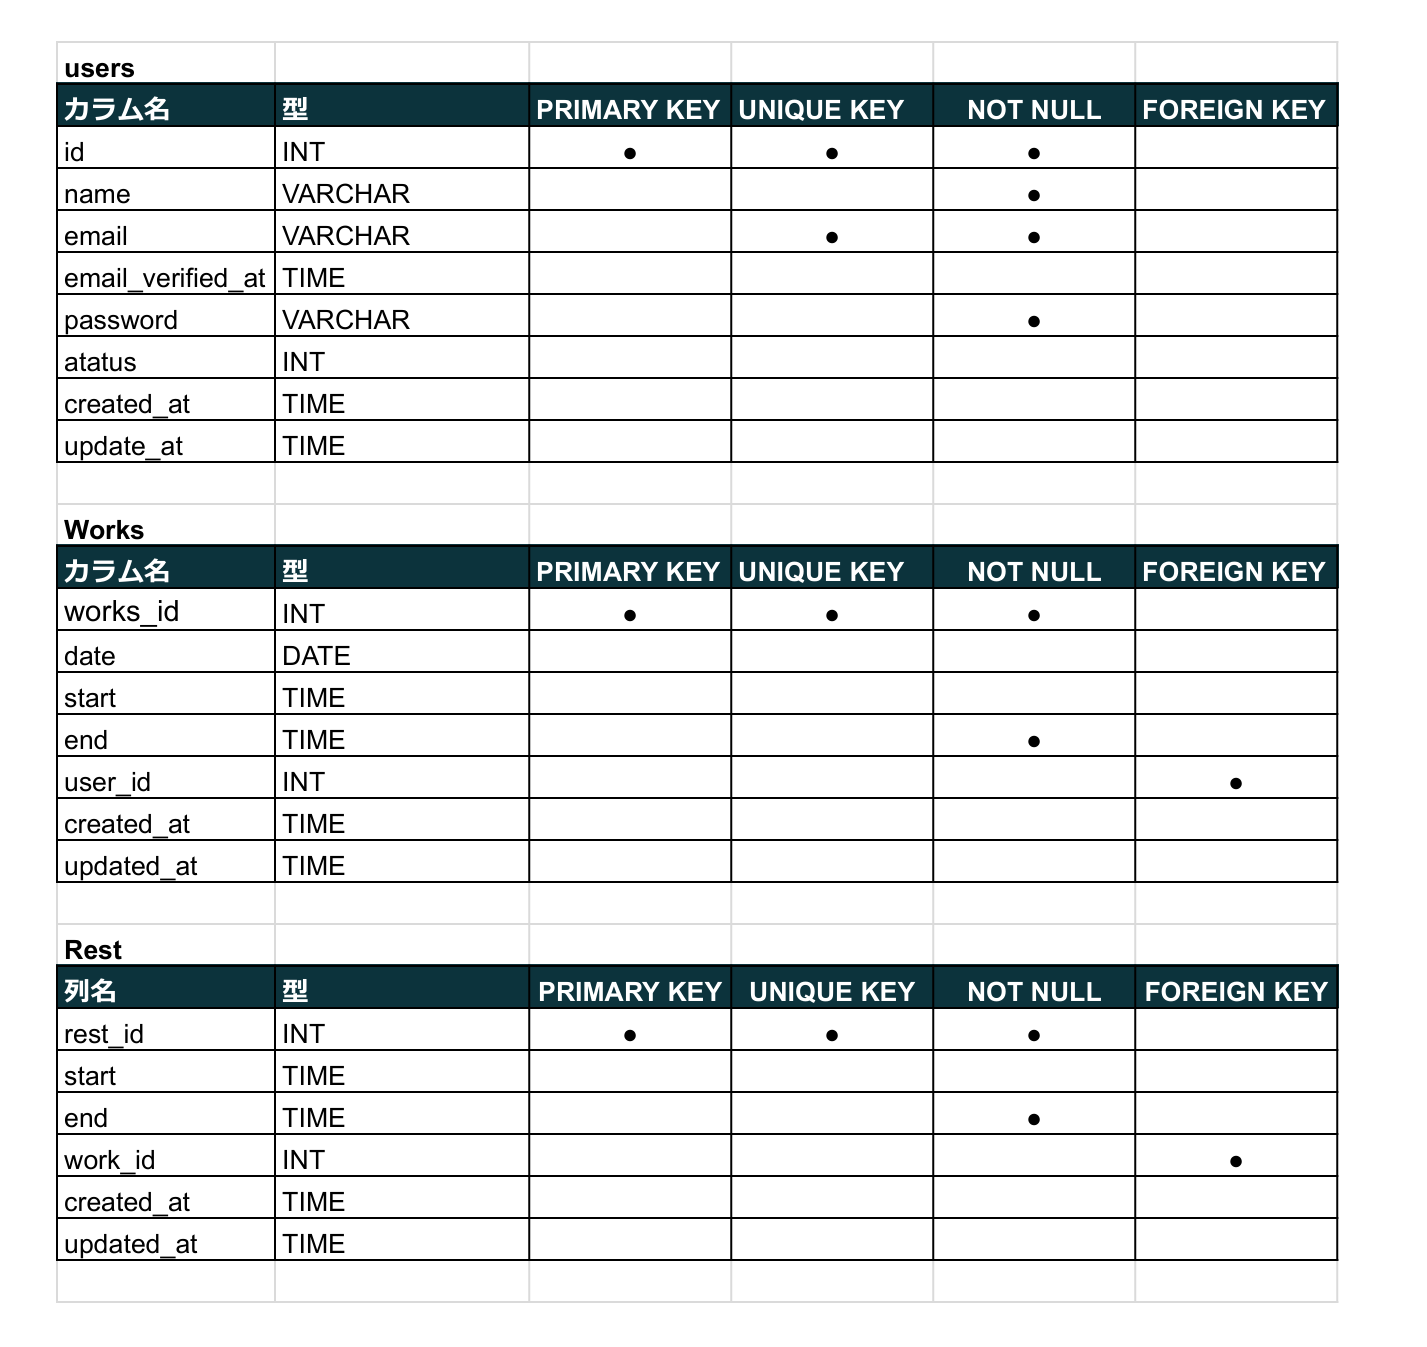 users
カラム名 型 PRIMARY KEY UNIQUE KEY NOT NULL FOREIGN KEY
id INT ● ● ●
name VARCHAR ●
email VARCHAR ● ●
email_verified_at TIME
password VARCHAR ●
atatus INT
created_at TIME
update_at TIME
Works
カラム名 型 PRIMARY KEY UNIQUE KEY NOT NULL FOREIGN KEY
works_id INT ● ● ●
date DATE
start TIME
end TIME ●
user_id INT ●
created_at TIME
updated_at TIME
Rest
列名 型 PRIMARY KEY UNIQUE KEY NOT NULL FOREIGN KEY
rest_id INT ● ● ●
start TIME
end TIME ●
work_id INT ●
created_at TIME
updated_at TIME